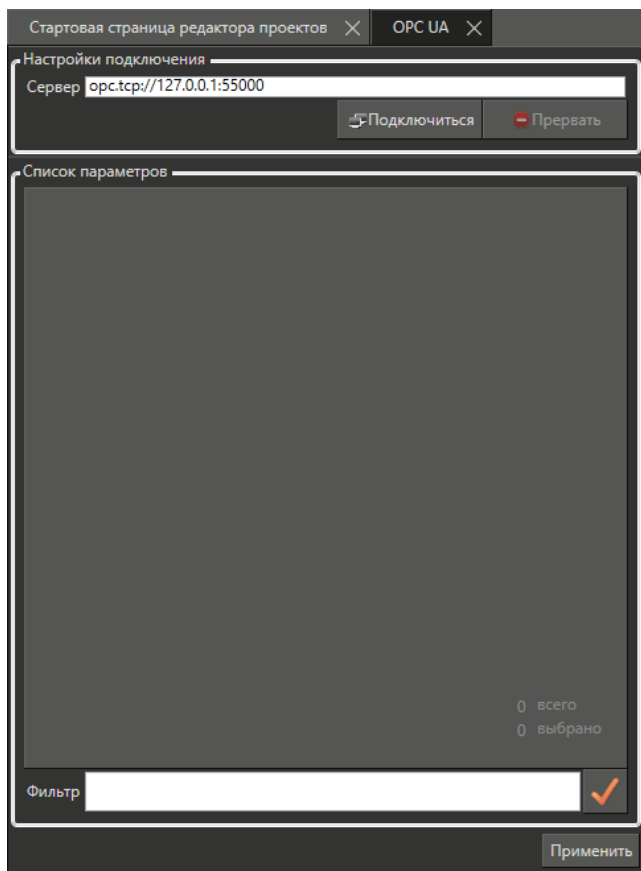 Стартовая страница редактора проектов OPC UA
Настройки подключения
Сервер opc.tcp://127.0.0.1:55000
Подключиться Прервать
Список параметров
0 всего
0 выбрано
Фильтр
Применить